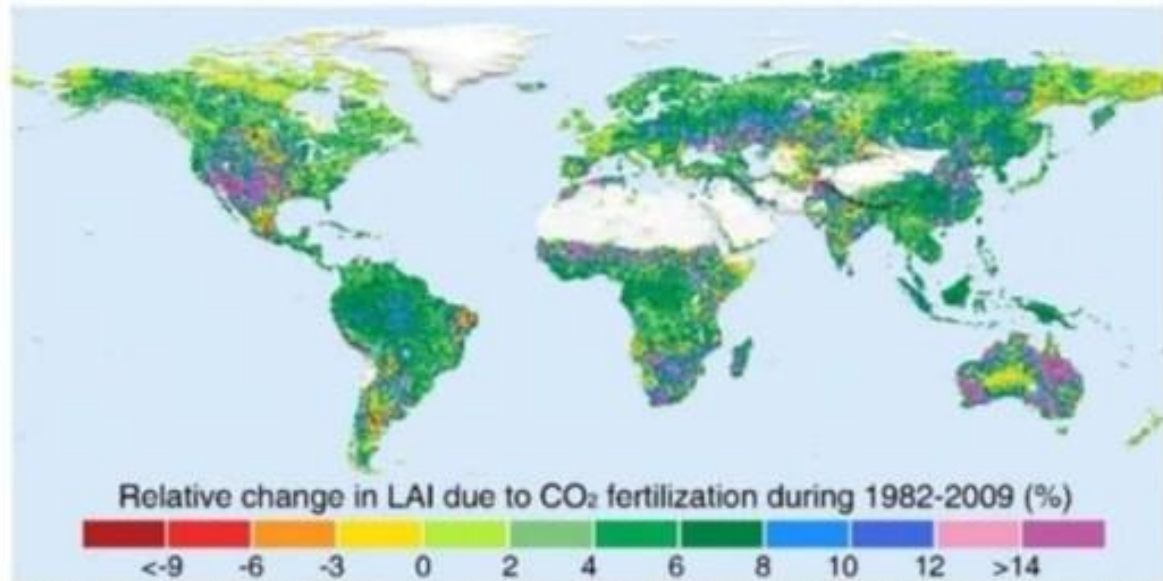 Relative change in LAI due to CO₂ fertilization during 1982-2009 (%)
<-9 -6 -3 0 2 4 6 8 10 12 >14